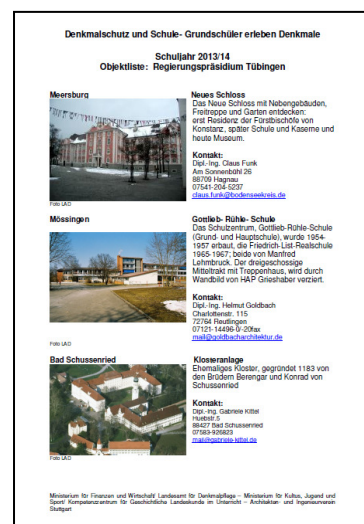 Denkmalschutz und Schule- Grundschüler erleben Denkmale
Schuljahr 2013/14
Objektliste: Regierungspräsidium Tübingen
Meersburg
Neues Schloss
Das Neue Schloss mit Nebengebäuden,
Freitreppe und Garten entdecken:
erst Residenz der Fürstbischöfe von
Konstanz, später Schule und Kaserne und
heute Museum.
Kontakt:
Dipl.-Ing. Claus Funk
Am Sonnenbühl 26
88709 Hagnau
07541-204-5237
claus.funk@bodenseekreis.de
Foto LAD
Mössingen
Gottlieb- Rühle- Schule
Das Schulzentrum, Gottlieb-Rühle-Schule
(Grund- und Hauptschule), wurde 1954-
1957 erbaut, die Friedrich-List-Realschule
1965-1967; beide von Manfred
Lehmbruck. Der dreigeschossige
Mitteltrakt mit Treppenhaus, wird durch
Wandbild von HAP Grieshaber verziert.
Kontakt:
Dipl.-Ing. Helmut Goldbach
Charlottenstr. 115
72764 Reutlingen
07121-14496-0/-20fax
mail@goldbacharchitektur.de
Foto LAD
Bad Schussenried
Klosteranlage
Ehemaliges Kloster, gegründet 1183 von
den Brüdern Berengar und Konrad von
Schussenried
Kontakt:
Dipl.-Ing. Gabriele Kittel
Huebstr.5
88427 Bad Schussenried
07583-926823
mail@gabriele-kittel.de
Foto LAD
Ministerium für Finanzen und Wirtschaft/ Landesamt für Denkmalpflege – Ministerium für Kultus, Jugend und
Sport/ Kompetenzzentrum für Geschichtliche Landeskunde im Unterricht – Architekten- und Ingenieurverein
Stuttgart